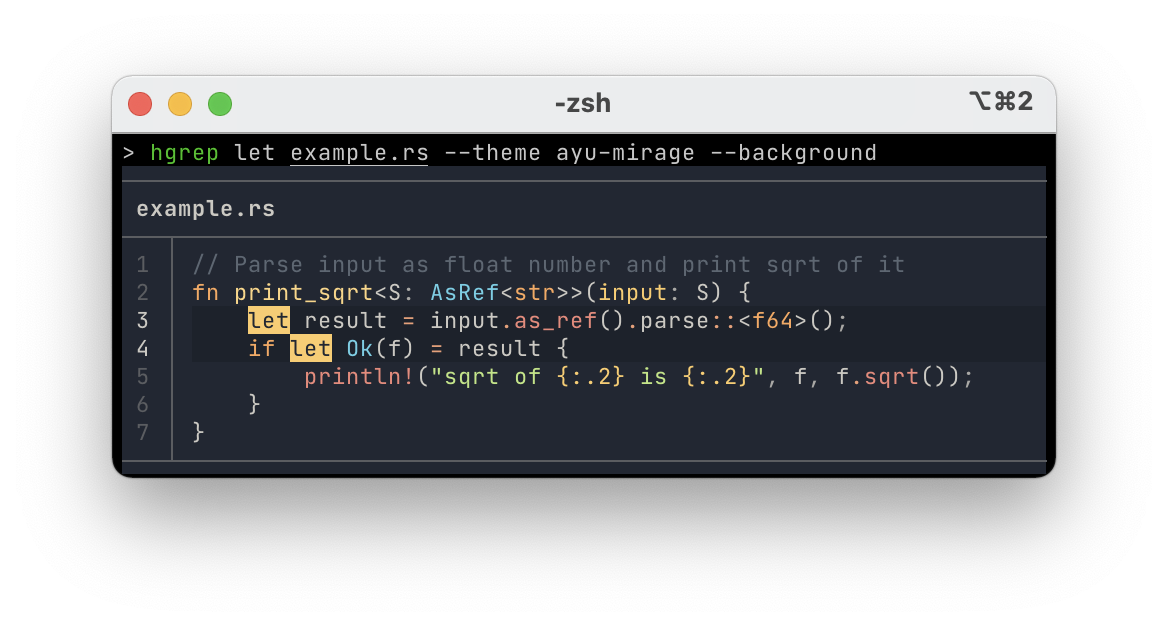 -zsh ⌥⌘2
> hgrep let example.rs --theme ayu-mirage --background
example.rs
1 // Parse input as float number and print sqrt of it
2 fn print_sqrt<S: AsRef<str>>(input: S) {
3     let result = input.as_ref().parse::<f64>();
4     if let Ok(f) = result {
5         println!("sqrt of {:.2} is {:.2}", f, f.sqrt());
6     }
7 }